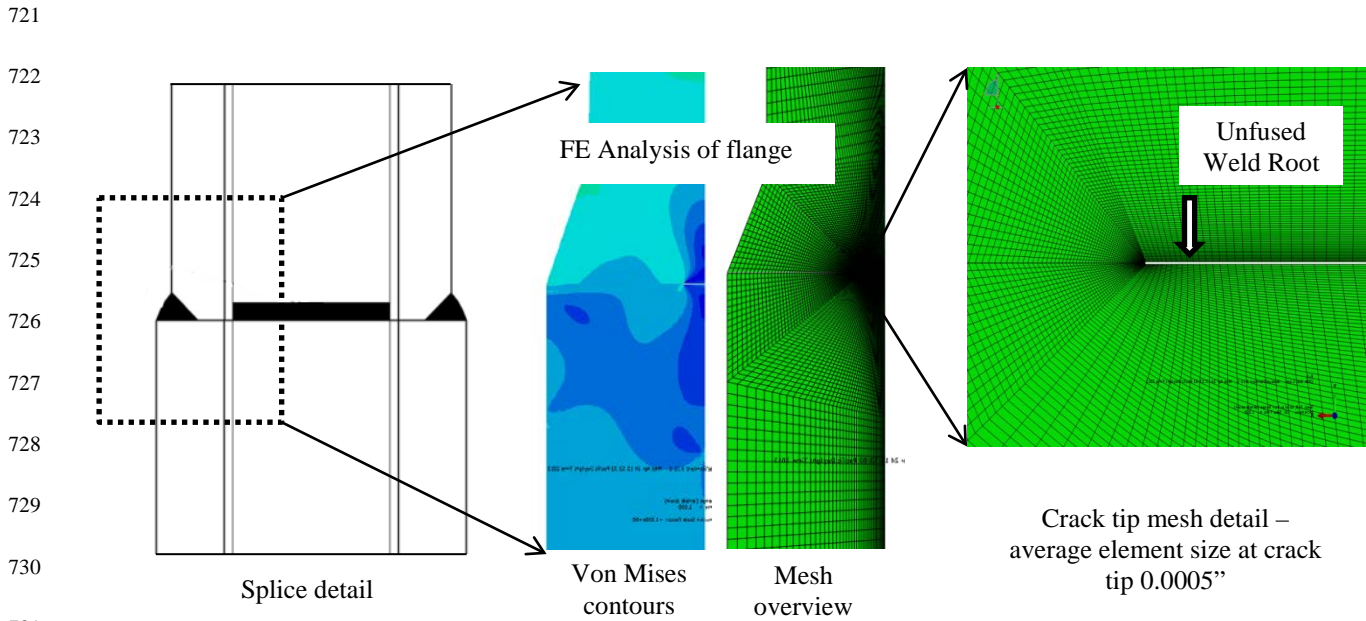 721
722
723
724
725
726
727
728
729
730
FE Analysis of flange
Unfused
Weld Root
Splice detail
Von Mises
contours
Mesh
overview
Crack tip mesh detail –
average element size at crack
tip 0.0005”